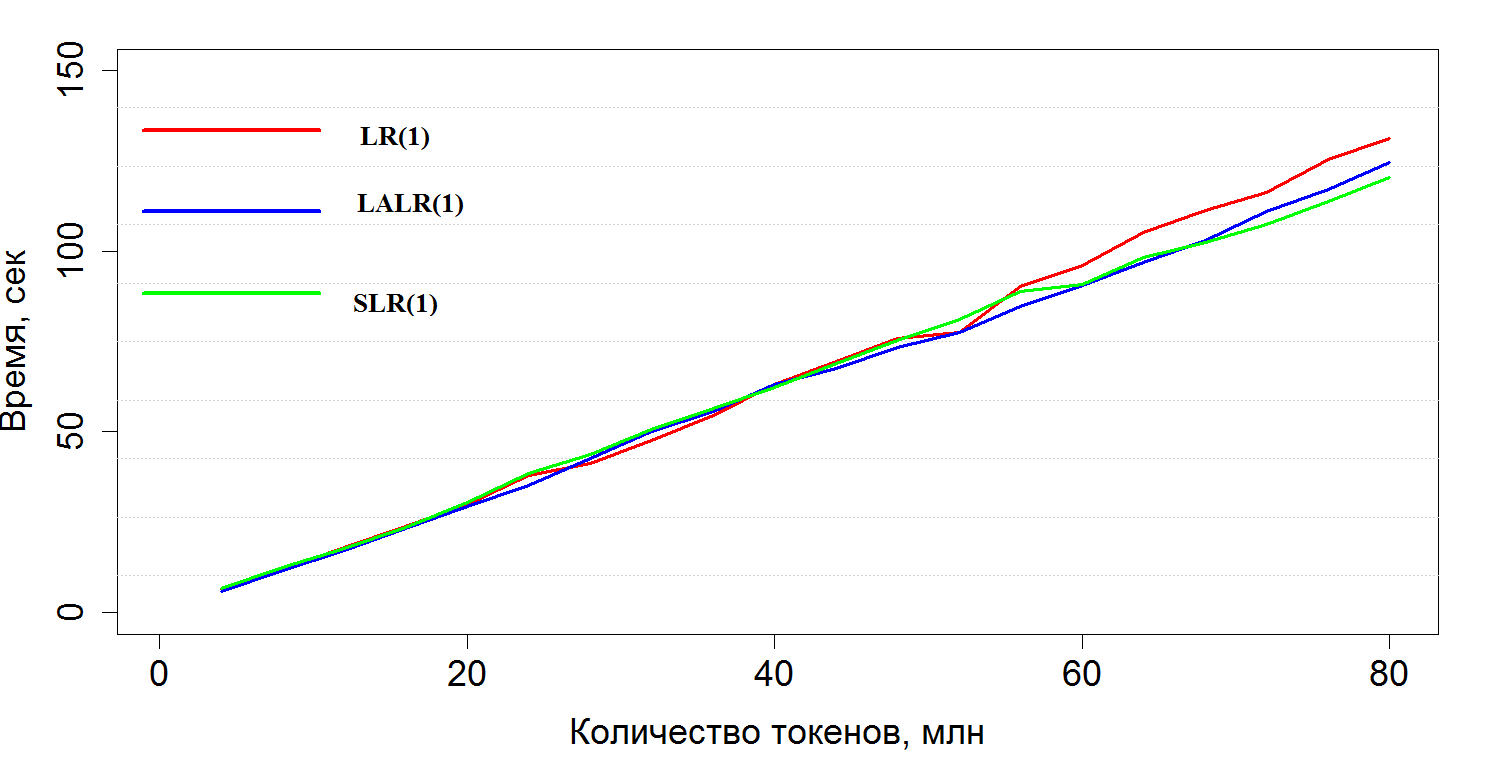 150
100
50
0
Время, сек
LR(1)
LALR(1)
SLR(1)
0 20 40 60 80
Количество токенов, млн